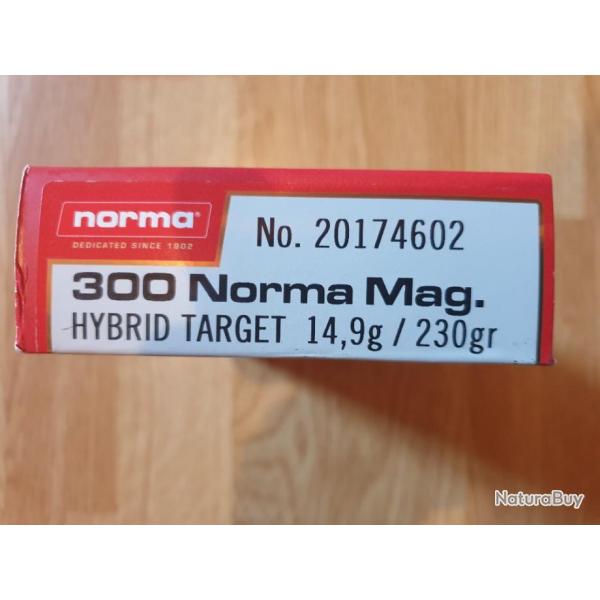 norma®
DEDICATED SINCE 1902
No. 20174602
300 Norma Mag.
HYBRID TARGET 14,9g / 230gr
NaturaBuy